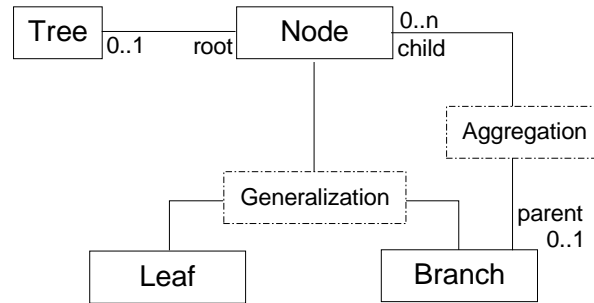 Tree
0..1
root
Node
0..n
child
Aggregation
Generalization
parent
0..1
Leaf
Branch